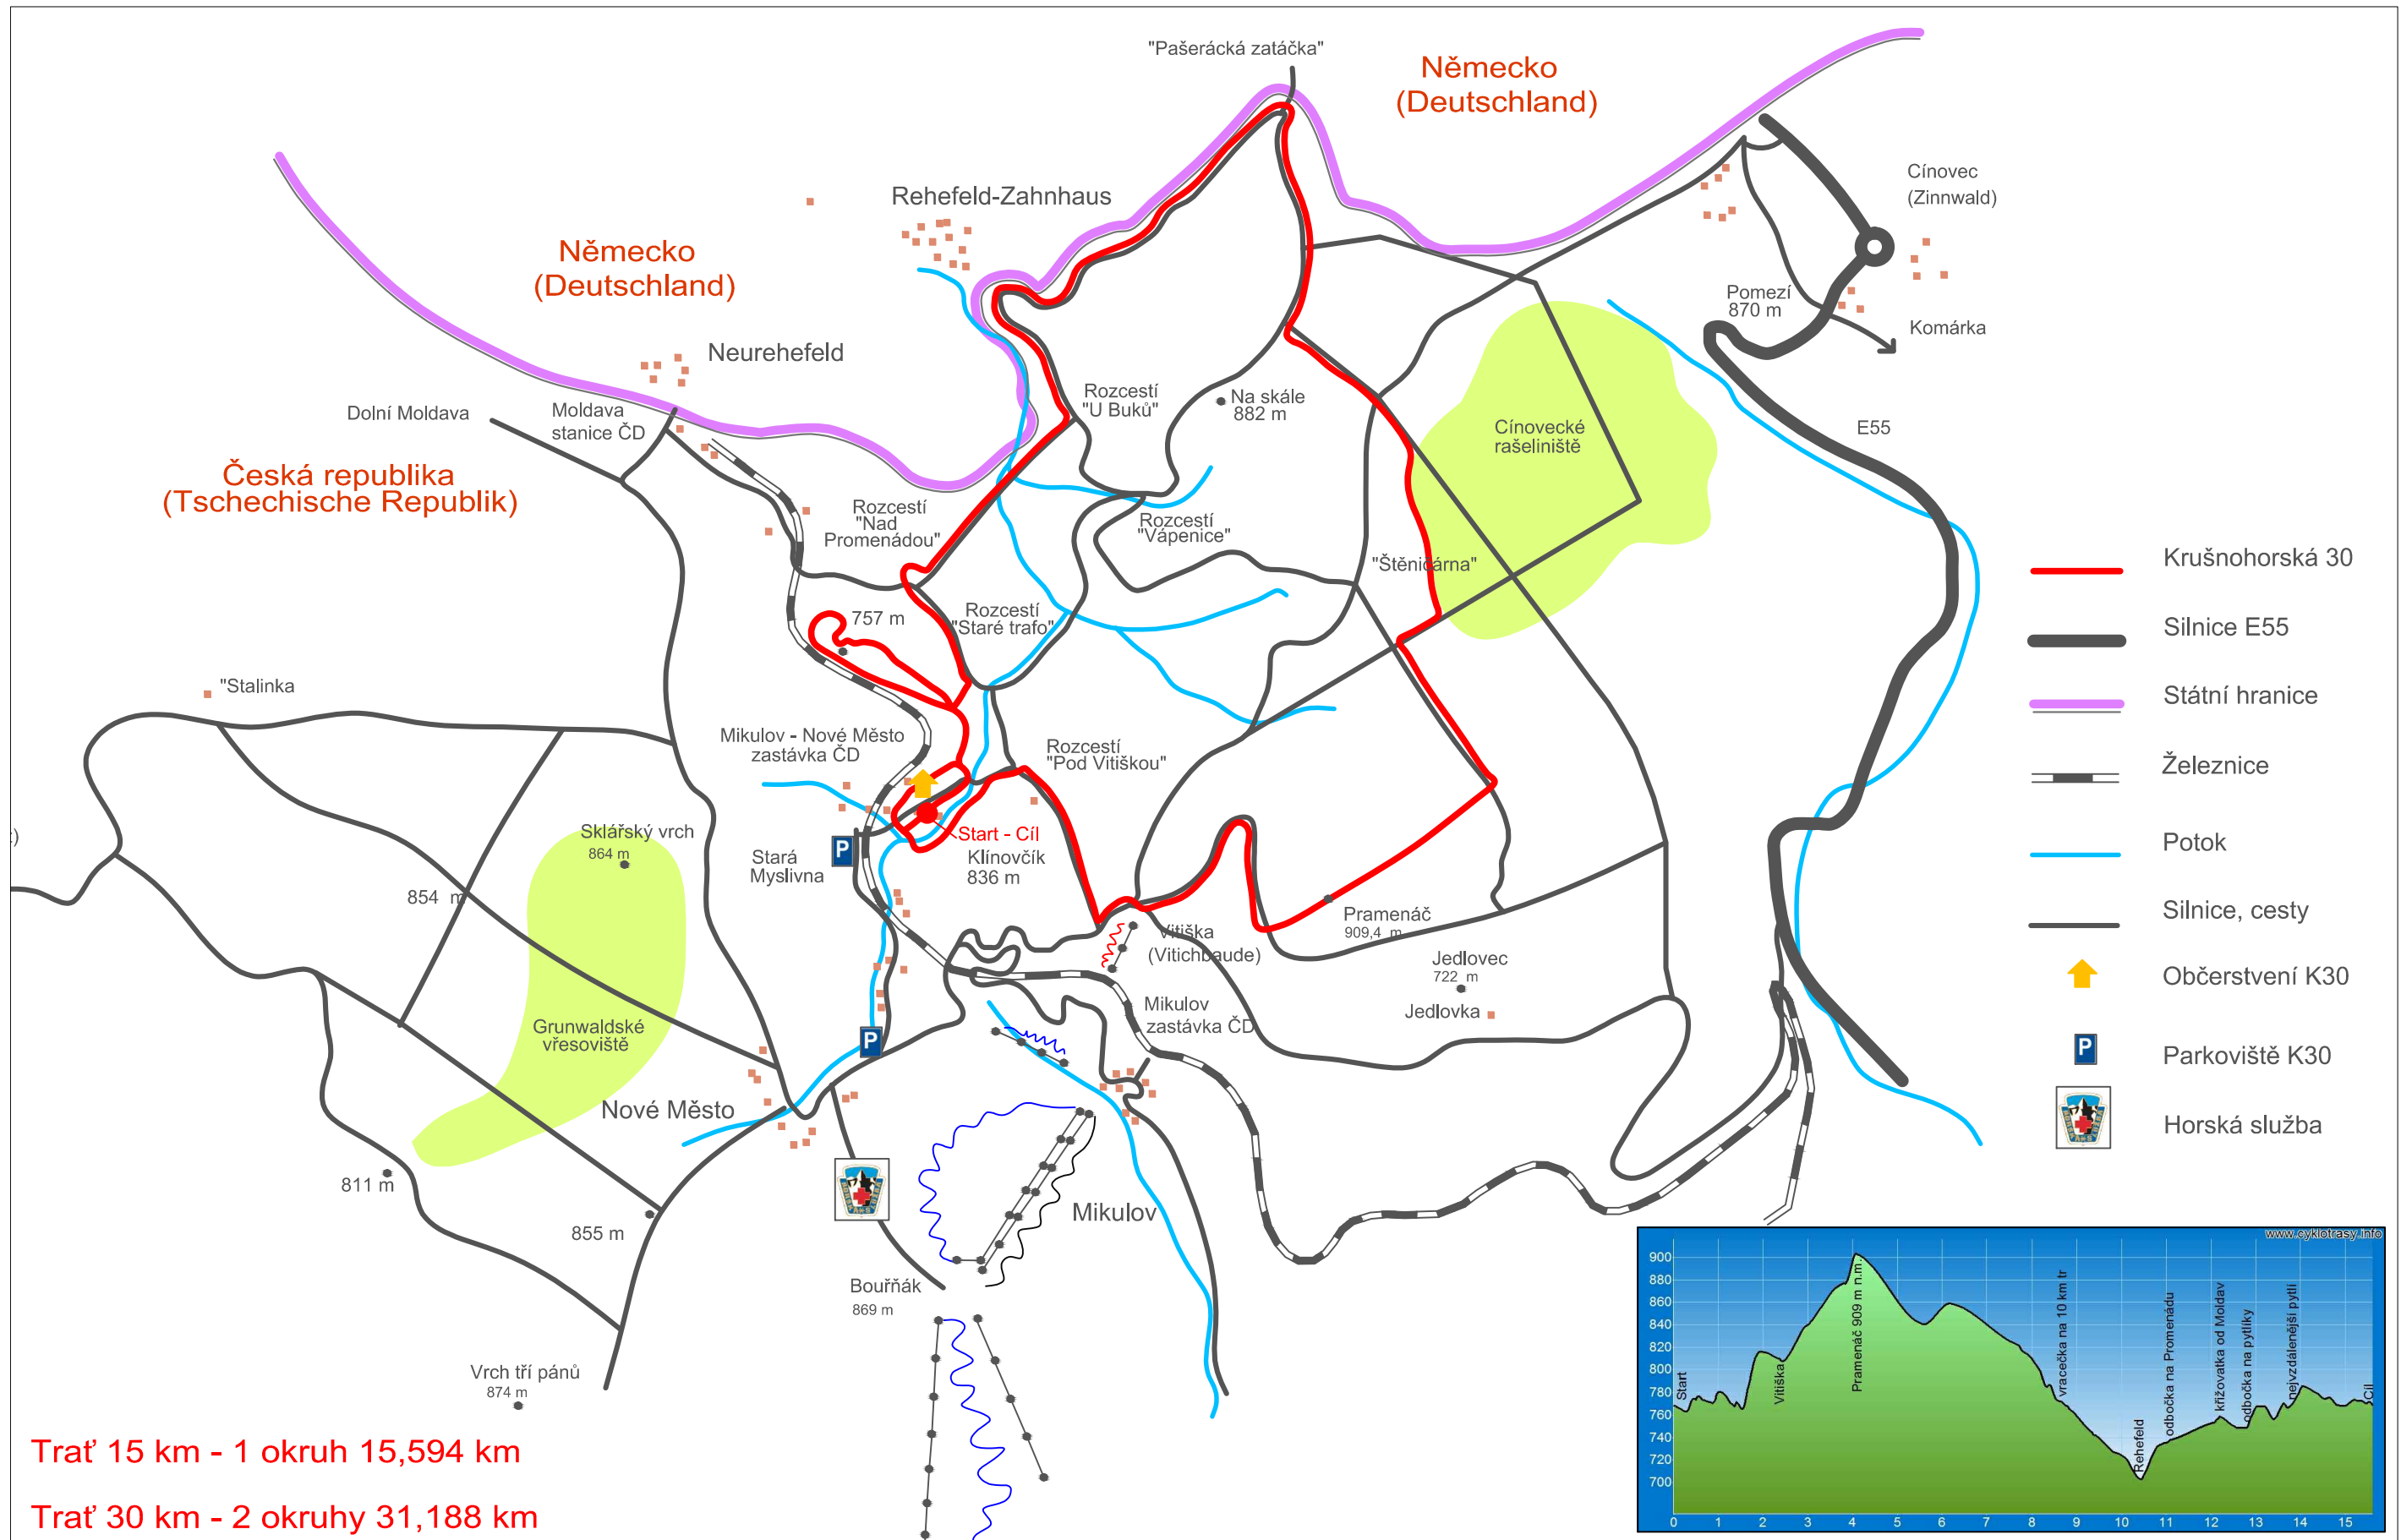 "Pašerácká zatáčka"
Německo
(Deutschland)
Cínovec
(Zinnwald)
Rehefeld-Zahnhaus
Německo
(Deutschland)
Pomezí
870 m
Komárka
Neurehefeld
Dolní Moldava
Moldava
stanice ČD
Rozcestí
"U Buků"
Na skále
882 m
Cínovecké
rašeliniště
E55
Česká republika
(Tschechische Republik)
Rozcestí
"Nad
Promenádou"
Rozcestí
"Vápenice"
"Štěničárna"
757 m
Rozcestí
"Staré trafo"
"Stalinka
Mikulov - Nové Město
zastávka ČD
Rozcestí
"Pod Vitiškou"
Sklářský vrch
864 m
Stará
Myslivna
Start - Cíl
Klínovčík
836 m
854 m
Pramenáč
909,4 m
Vitiška
(Vitichbaude)
Jedlovec
722 m
Jedlovka
Mikulov
zastávka ČD
Grunwaldské
vřesoviště
Nové Město
811 m
855 m
Mikulov
Bouřňák
869 m
Vrch tří pánů
874 m
Krušnohorská 30
Silnice E55
Státní hranice
Železnice
Potok
Silnice, cesty
Občerstvení K30
P
Parkoviště K30
Horská služba
P
P
www.cyklotrasy.info
900
880
860
840
820
800
780
760
740
720
700
Start
Vitiška
Pramenáč 909 m n.m.
vracečka na 10 km tr
Rehefeld
odbočka na Promenádu
křižovatka od Moldav
odbočka na pytlíky
nejvzdálenější pytlí
Cíl
0 1 2 3 4 5 6 7 8 9 10 11 12 13 14 15
Trať 15 km - 1 okruh 15,594 km
Trať 30 km - 2 okruhy 31,188 km